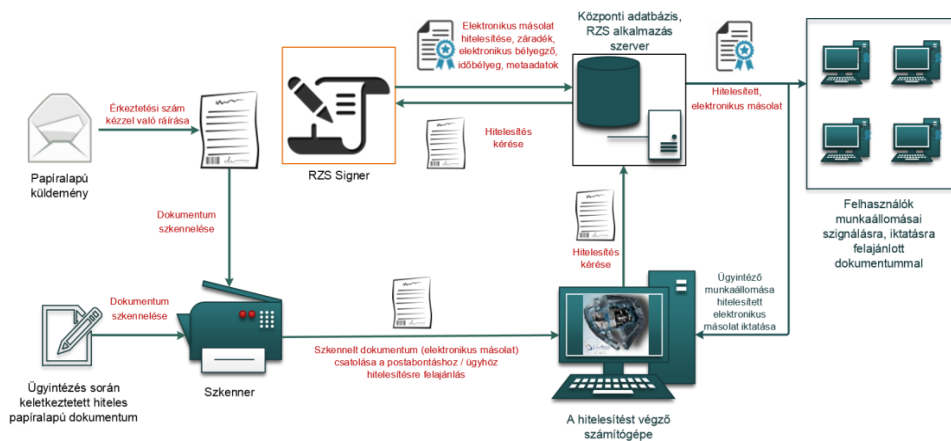 Elektronikus másolat
hitelesítése, záradék,
elektronikus bélyegző,
időbélyeg, metaadatok
Központi adatbázis,
RZS alkalmazás
szerver
Érkeztetési szám
kézzel való ráírása
Hitelesített,
elektronikus másolat
Hitelesítés
kérése
Papíralapú
küldemény
RZS Signer
Felhasználók
munkaállomásai
szignálásra, iktatásra
felajánlott
dokumentummal
Dokumentum
szkennelése
Hitelesítés
kérése
Ügyintéző
munkaállomása
hitelesített
elektronikus
másolat iktatása
Dokumentum
szkennelése
Szkennelt dokumentum (elektronikus másolat)
csatolása a postabontáshoz / ügyhöz
hitelesítésre felajánlás
Ügyintézés során
keletkeztetett hiteles
papíralapú dokumentum
Szkenner
A hitelesítést végző
számítógépe